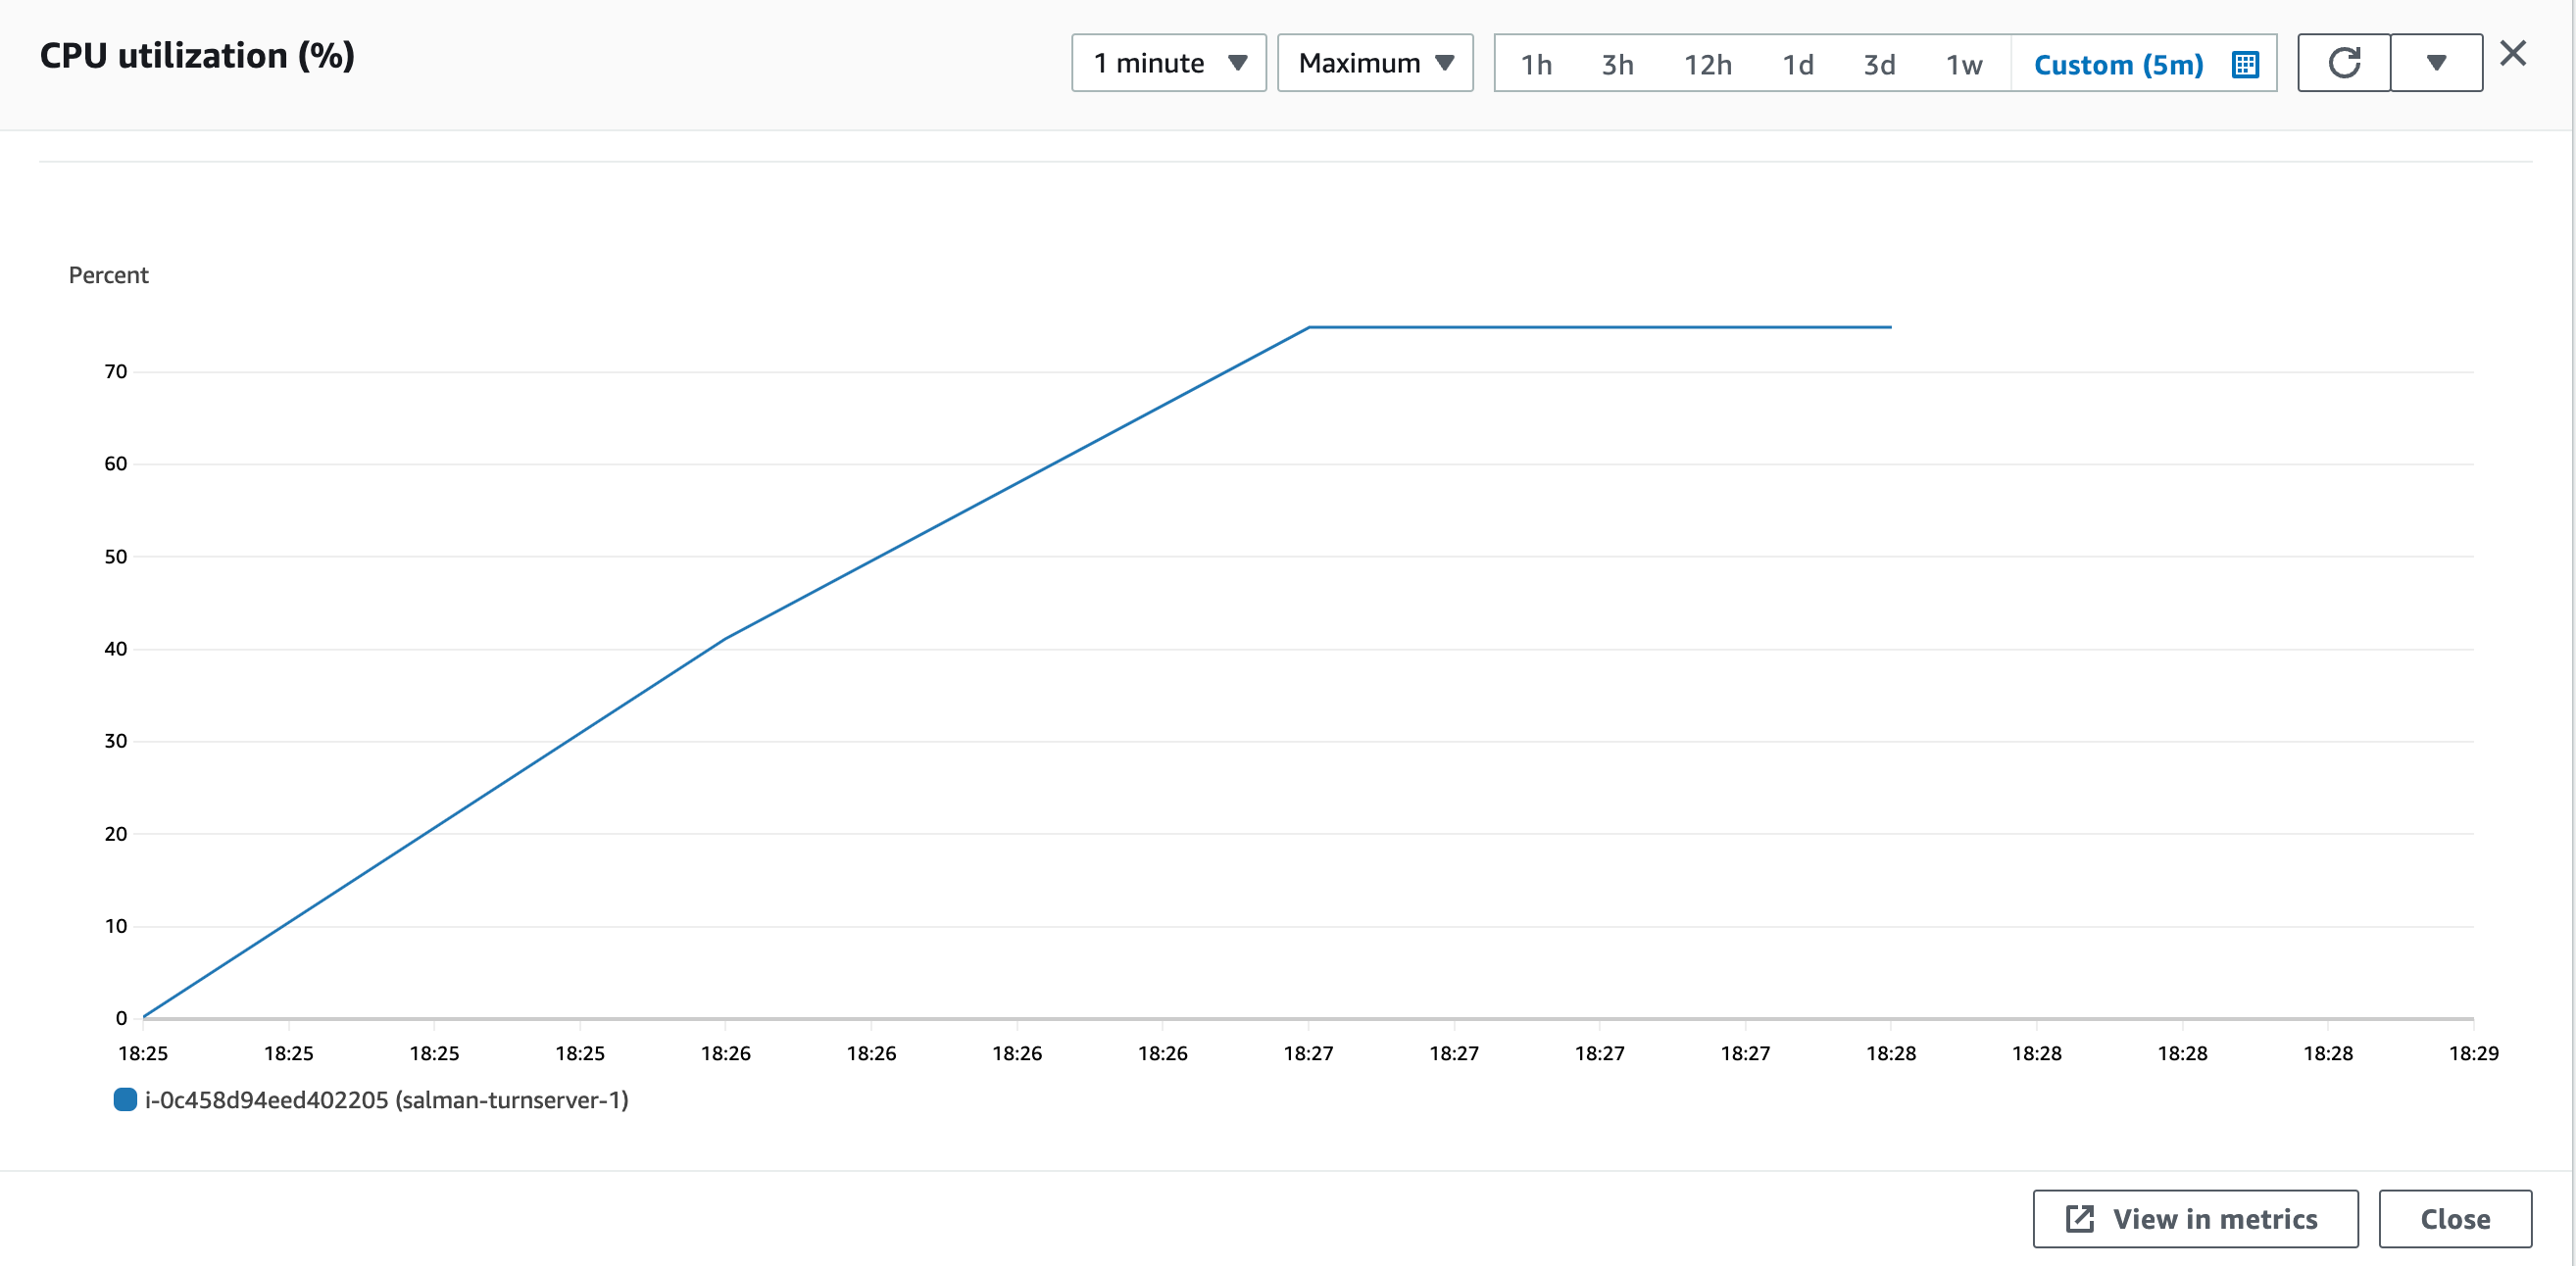 CPU utilization (%)
1 minute
Maximum
1h 3h 12h 1d 3d 1w Custom (5m)
Percent
70
60
50
40
30
20
10
0
18:25 18:25 18:25 18:25 18:26 18:26 18:26 18:26 18:27 18:27 18:27 18:27 18:28 18:28 18:28 18:28 18:29
i-0c458d94eed402205 (salman-turnserver-1)
View in metrics
Close